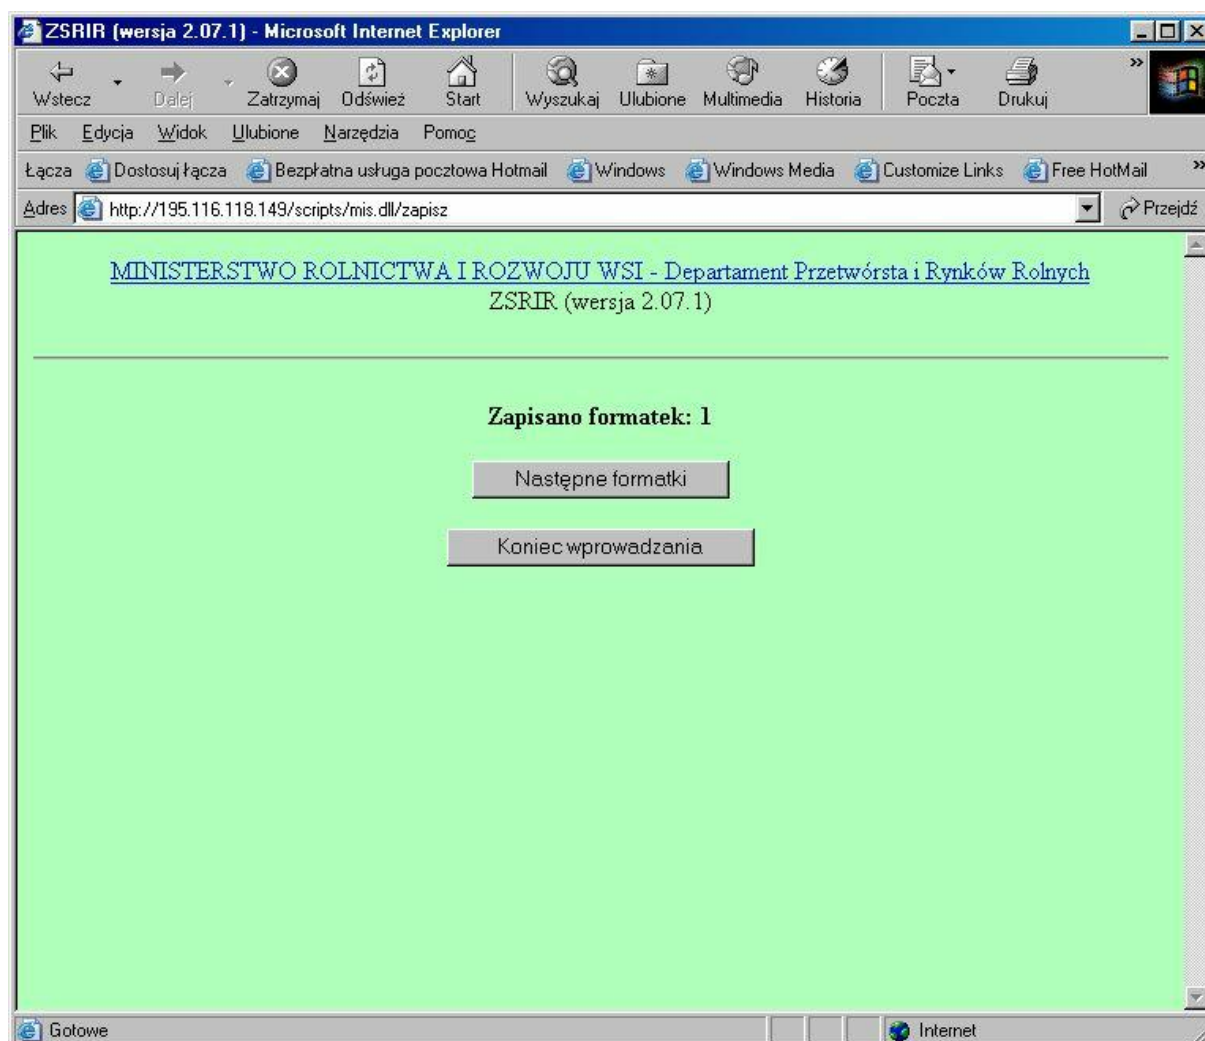 ZSRIR (wersja 2.07.1) - Microsoft Internet Explorer
Wstecz Dalej Zatrzymaj Odśwież Start Wyszukaj Ulubione Multimedia Historia Poczta Drukuj »
Plik Edycja Widok Ulubione Narzędzia Pomoc
Łącza Dostosuj łącza Bezpłatna usługa pocztowa Hotmail Windows Windows Media Customize Links Free HotMail »
Adres http://195.116.118.149/scripts/mis.dll/zapisz Przejdź
MINISTERSTWO ROLNICTWA I ROZWOJU WSI - Departament Przetwórsta i Rynków Rolnych
ZSRIR (wersja 2.07.1)
Zapisano formatek: 1
Następne formatki
Koniec wprowadzania
Gotowe Internet